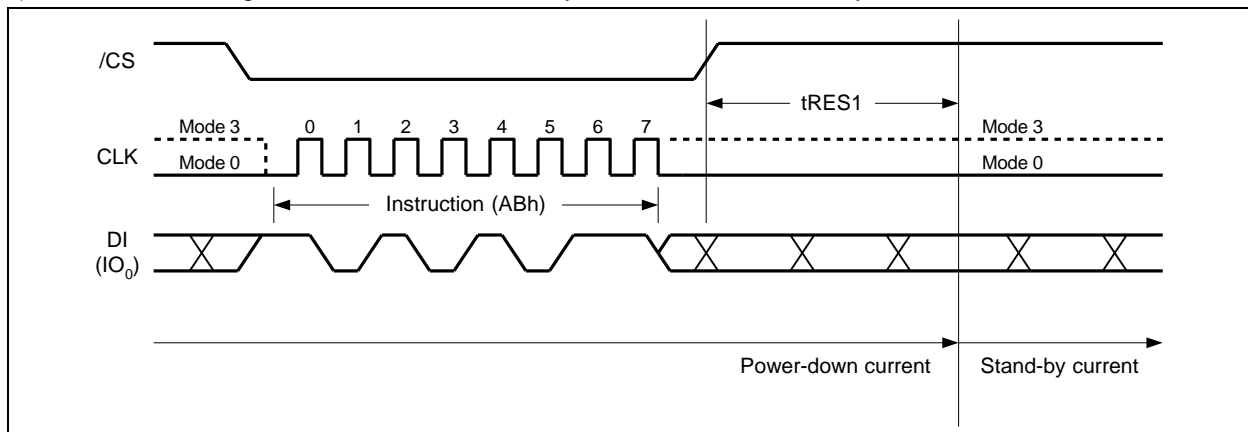 /CS
tRES1
Mode 3
0 1 2 3 4 5 6 7
Mode 3
CLK
Mode 0
Mode 0
Instruction (ABh)
DI
(IO0)
Power-down current
Stand-by current